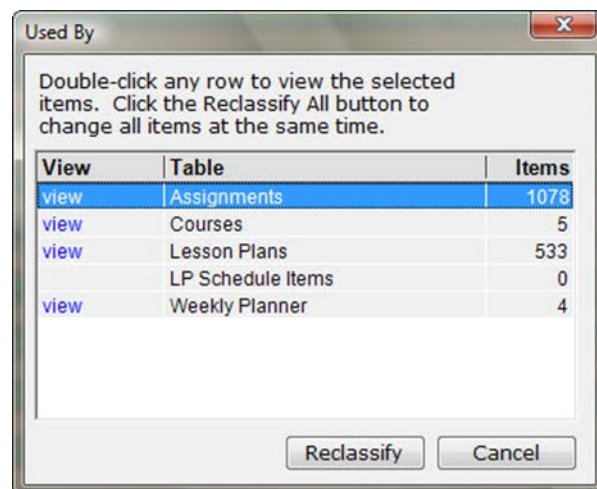 Used By
Double-click any row to view the selected
items. Click the Reclassify All button to
change all items at the same time.
View Table Items
view Assignments 1078
view Courses 5
view Lesson Plans 533
LP Schedule Items 0
view Weekly Planner 4
Reclassify Cancel